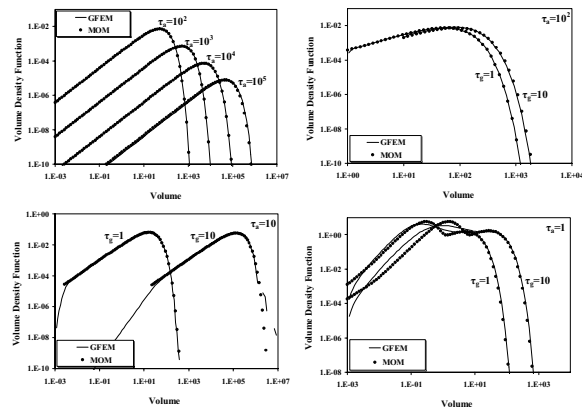 1.E-02
1.E-04
1.E-06
1.E-08
1.E-10
Volume Density Function
GFEM
MOM
τa=10²
τa=10³
τa=10⁴
τa=10⁵
1.E-03 1.E-01 1.E+01 1.E+03 1.E+05 1.E+07
Volume
1.E-02
1.E-04
1.E-06
1.E-08
1.E-10
Volume Density Function
τa=10²
τg=1
τg=10
GFEM
MOM
1.E+00 1.E+01 1.E+02 1.E+03 1.E+04
Volume
1.E+00
1.E-02
1.E-04
1.E-06
1.E-08
1.E-10
Volume Density Function
τg=1
τg=10
τa=10
GFEM
MOM
1.E-03 1.E-01 1.E+01 1.E+03 1.E+05 1.E+07
Volume
1.E+00
1.E-02
1.E-04
1.E-06
1.E-08
Volume Density Function
τa=1
τg=1
τg=10
GFEM
MOM
1.E-03 1.E-01 1.E+01 1.E+03
Volume